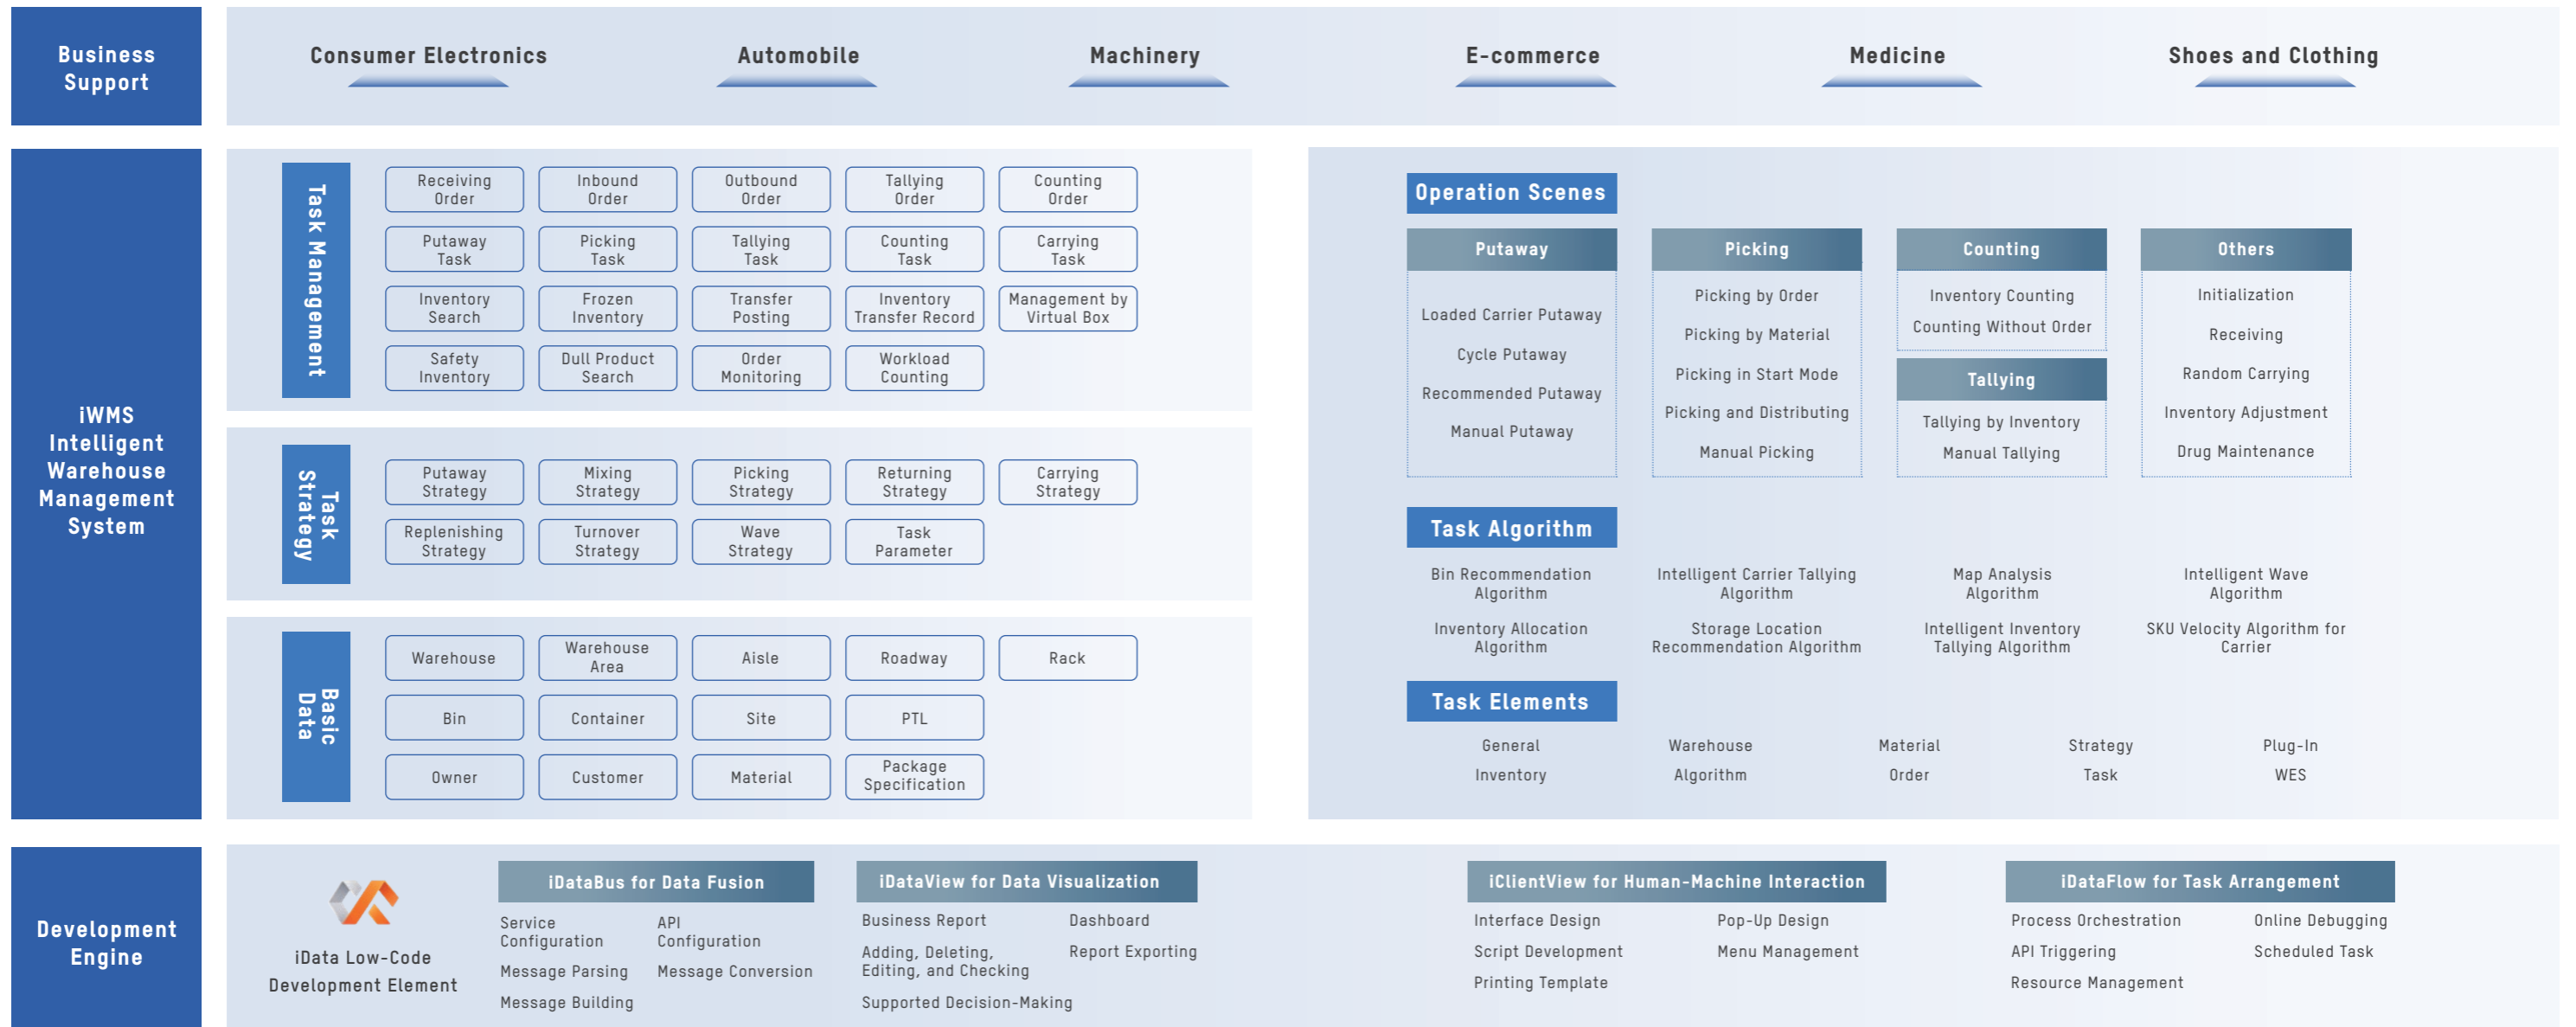 Business
Support
Consumer Electronics
Automobile
Machinery
E-commerce
Medicine
Shoes and Clothing
iWMS
Intelligent
Warehouse
Management
System
Task Management
Receiving
Order
Inbound
Order
Outbound
Order
Tallying
Order
Counting
Order
Putaway
Task
Picking
Task
Tallying
Task
Counting
Task
Carrying
Task
Inventory
Search
Frozen
Inventory
Transfer
Posting
Inventory
Transfer Record
Management by
Virtual Box
Safety
Inventory
Dull Product
Search
Order
Monitoring
Workload
Counting
Task
Strategy
Putaway
Strategy
Mixing
Strategy
Picking
Strategy
Returning
Strategy
Carrying
Strategy
Replenishing
Strategy
Turnover
Strategy
Wave
Strategy
Task
Parameter
Basic
Data
Warehouse
Warehouse
Area
Aisle
Roadway
Rack
Bin
Container
Site
PTL
Owner
Customer
Material
Package
Specification
Operation Scenes
Putaway
Loaded Carrier Putaway
Cycle Putaway
Recommended Putaway
Manual Putaway
Picking
Picking by Order
Picking by Material
Picking in Start Mode
Picking and Distributing
Manual Picking
Counting
Inventory Counting
Counting Without Order
Tallying
Tallying by Inventory
Manual Tallying
Others
Initialization
Receiving
Random Carrying
Inventory Adjustment
Drug Maintenance
Task Algorithm
Bin Recommendation
Algorithm
Intelligent Carrier Tallying
Algorithm
Map Analysis
Algorithm
Intelligent Wave
Algorithm
Inventory Allocation
Algorithm
Storage Location
Recommendation Algorithm
Intelligent Inventory
Tallying Algorithm
SKU Velocity Algorithm for
Carrier
Task Elements
General
Warehouse
Material
Strategy
Plug-In
Inventory
Algorithm
Order
Task
WES
Development
Engine
iData Low-Code
Development Element
iDataBus for Data Fusion
Service
Configuration
API
Configuration
Message Parsing
Message Conversion
Message Building
iDataView for Data Visualization
Business Report
Dashboard
Adding, Deleting,
Editing, and Checking
Report Exporting
Supported Decision-Making
iClientView for Human-Machine Interaction
Interface Design
Pop-Up Design
Script Development
Menu Management
Printing Template
iDataFlow for Task Arrangement
Process Orchestration
Online Debugging
API Triggering
Scheduled Task
Resource Management